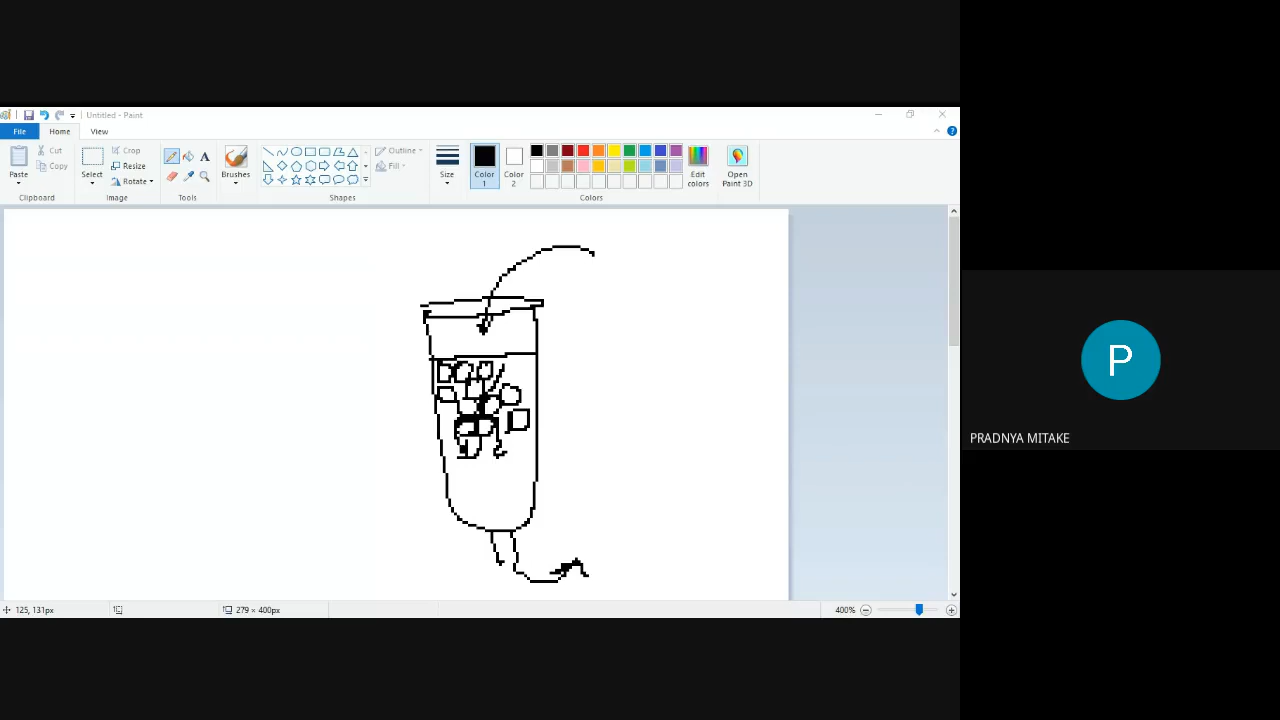 Untitled - Paint
File Home View
Paste
Cut
Copy
Clipboard
Select
Crop
Resize
Rotate
Image
A
Tools
Brushes
Outline
Fill
Shapes
Size
Color 1
Color 2
Edit colors
Colors
Open Paint 3D
P
PRADNYA MITAKE
125, 131px
279 × 400px
400%